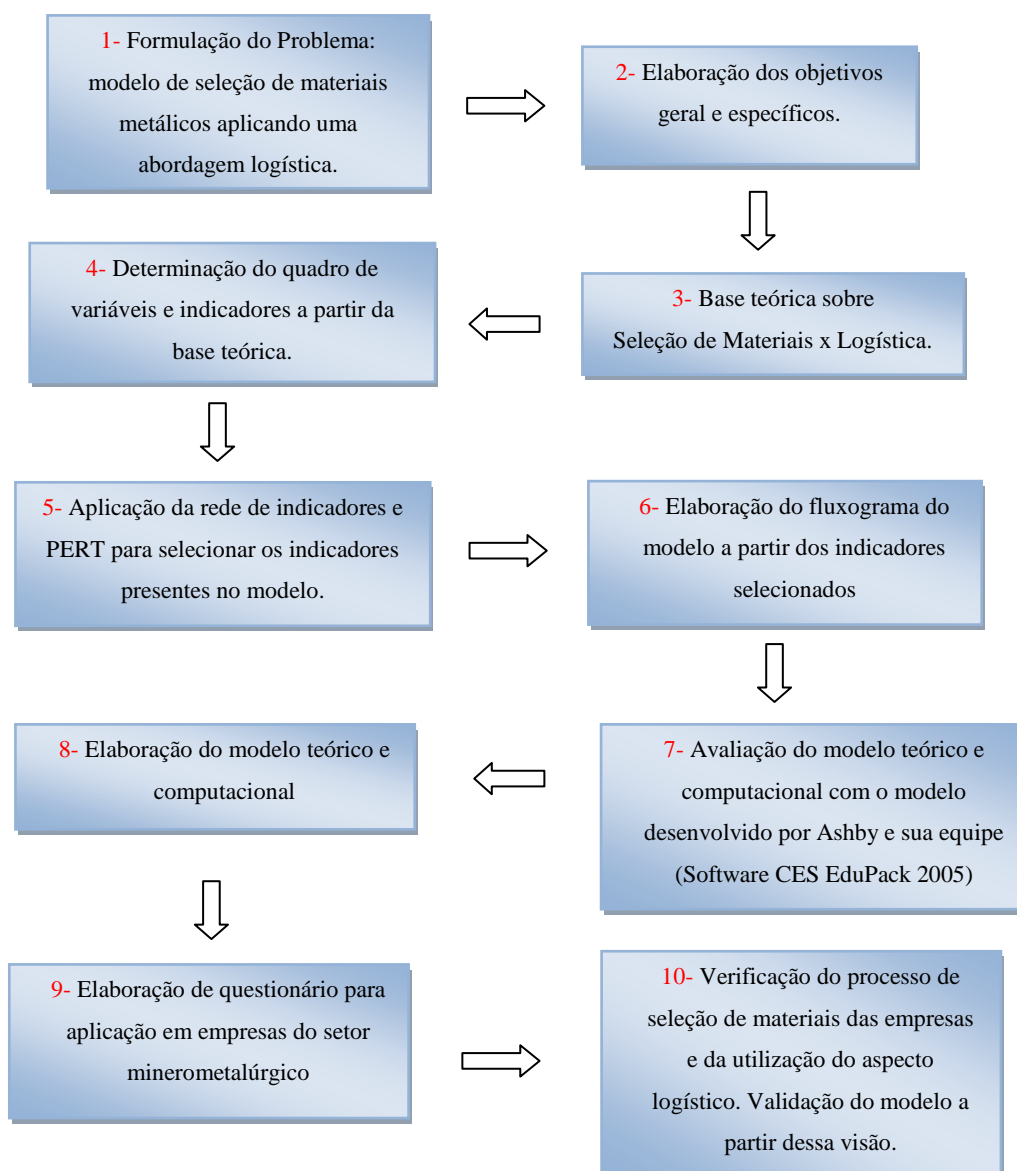 1- Formulação do Problema:
modelo de seleção de materiais
metálicos aplicando uma
abordagem logística.
2- Elaboração dos objetivos
geral e específicos.
3- Base teórica sobre
Seleção de Materiais x Logística.
4- Determinação do quadro de
variáveis e indicadores a partir da
base teórica.
5- Aplicação da rede de indicadores e
PERT para selecionar os indicadores
presentes no modelo.
6- Elaboração do fluxograma do
modelo a partir dos indicadores
selecionados
7- Avaliação do modelo teórico e
computacional com o modelo
desenvolvido por Ashby e sua equipe
(Software CES EduPack 2005)
8- Elaboração do modelo teórico e
computacional
9- Elaboração de questionário para
aplicação em empresas do setor
minerometalúrgico
10- Verificação do processo de
seleção de materiais das empresas
e da utilização do aspecto
logístico. Validação do modelo a
partir dessa visão.